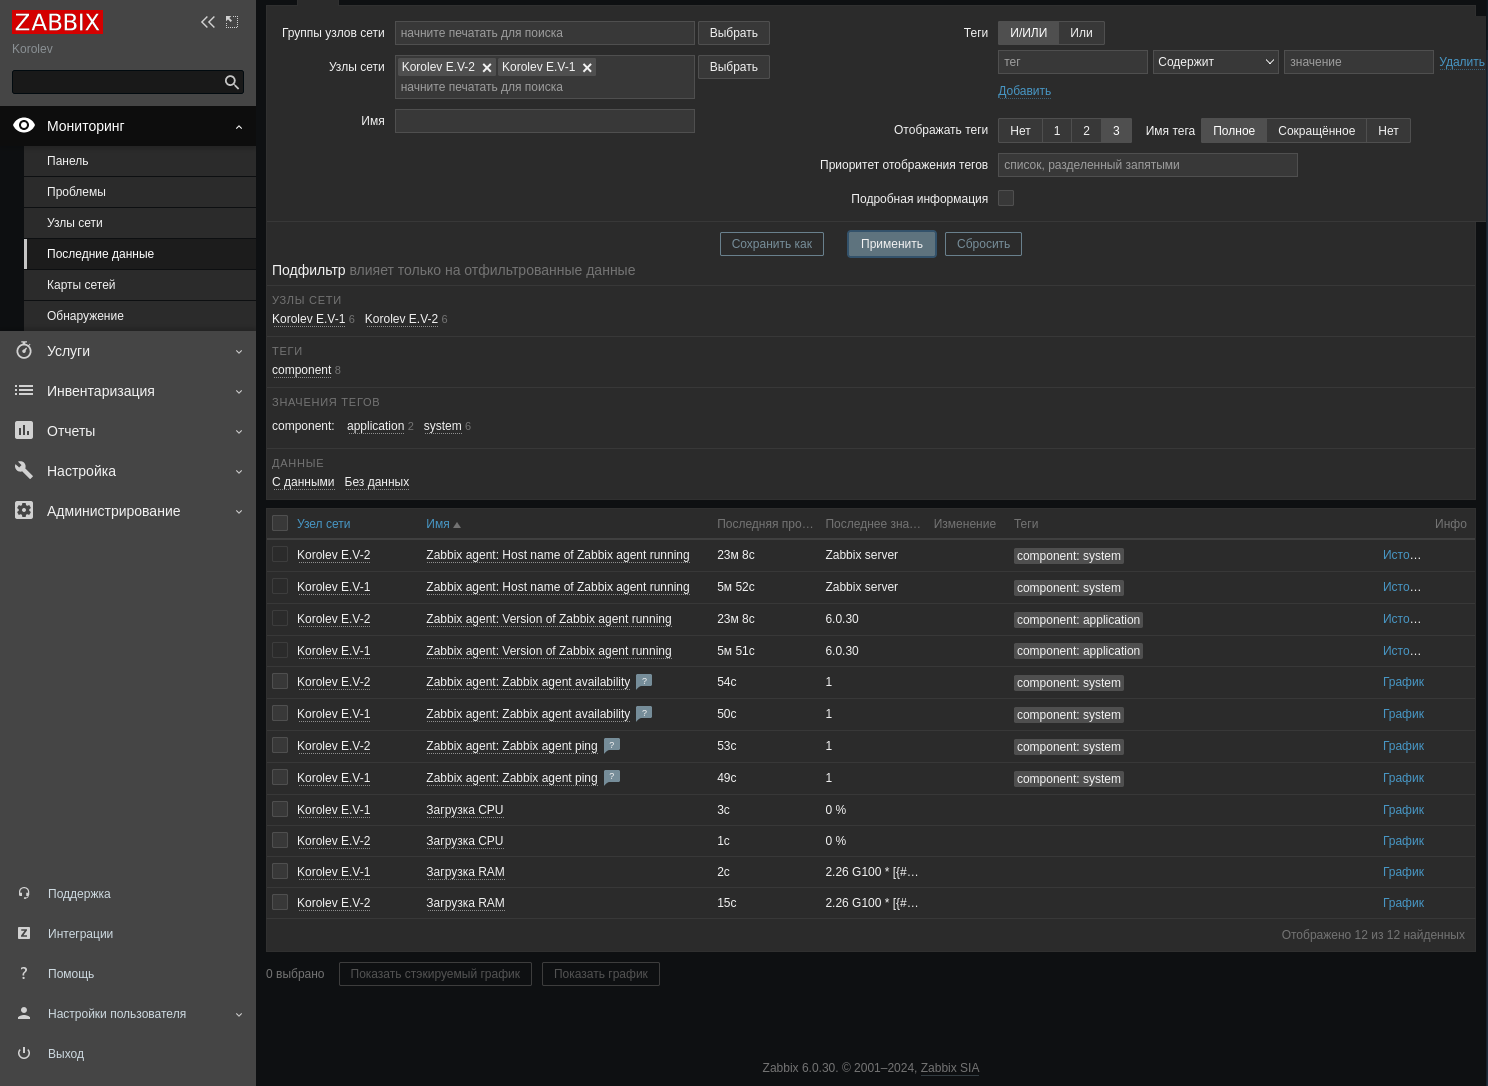 ZABBIX
Korolev
Мониторинг
Панель
Проблемы
Узлы сети
Последние данные
Карты сетей
Обнаружение
Услуги
Инвентаризация
Отчеты
Настройка
Администрирование
Поддержка
Интеграции
Помощь
Настройки пользователя
Выход
Группы узлов сети начните печатать для поиска Выбрать
Узлы сети Korolev E.V-2 Korolev E.V-1 начните печатать для поиска Выбрать
Имя
Теги И/ИЛИ Или
тег Содержит значение Удалить
Добавить
Отображать теги Нет 1 2 3 Имя тега Полное Сокращённое Нет
Приоритет отображения тегов список, разделенный запятыми
Подробная информация
Сохранить как Применить Сбросить
Подфильтр влияет только на отфильтрованные данные
УЗЛЫ СЕТИ
Korolev E.V-1 6 Korolev E.V-2 6
ТЕГИ
component 8
ЗНАЧЕНИЯ ТЕГОВ
component: application 2 system 6
ДАННЫЕ
С данными Без данных
Узел сети Имя Последняя про… Последнее зна… Изменение Теги Инфо
Korolev E.V-2 Zabbix agent: Host name of Zabbix agent running 23м 8с Zabbix server component: system Исто…
Korolev E.V-1 Zabbix agent: Host name of Zabbix agent running 5м 52с Zabbix server component: system Исто…
Korolev E.V-2 Zabbix agent: Version of Zabbix agent running 23м 8с 6.0.30 component: application Исто…
Korolev E.V-1 Zabbix agent: Version of Zabbix agent running 5м 51с 6.0.30 component: application Исто…
Korolev E.V-2 Zabbix agent: Zabbix agent availability ? 54с 1 component: system График
Korolev E.V-1 Zabbix agent: Zabbix agent availability ? 50с 1 component: system График
Korolev E.V-2 Zabbix agent: Zabbix agent ping ? 53с 1 component: system График
Korolev E.V-1 Zabbix agent: Zabbix agent ping ? 49с 1 component: system График
Korolev E.V-1 Загрузка CPU 3с 0 % График
Korolev E.V-2 Загрузка CPU 1с 0 % График
Korolev E.V-1 Загрузка RAM 2с 2.26 G100 * [{#… График
Korolev E.V-2 Загрузка RAM 15с 2.26 G100 * [{#… График
Отображено 12 из 12 найденных
0 выбрано Показать стэкируемый график Показать график
Zabbix 6.0.30. © 2001–2024, Zabbix SIA